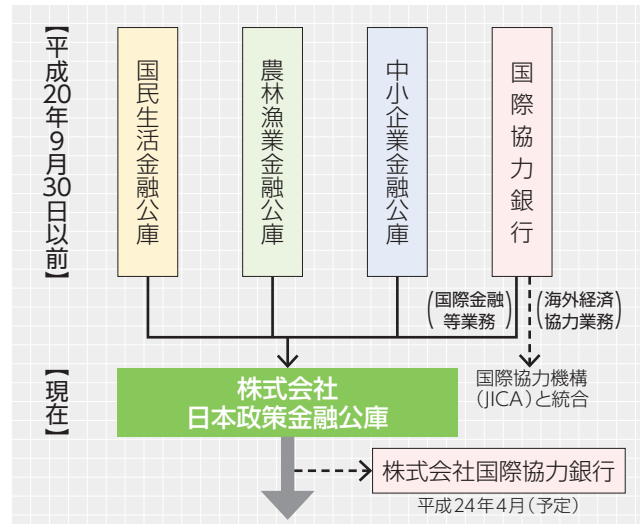 【平成20年9月30日以前】
国民生活金融公庫
農林漁業金融公庫
中小企業金融公庫
国際協力銀行
(国際金融
等業務)
(海外経済
協力業務)
国際協力機構
(JICA)と統合
【現在】
株式会社
日本政策金融公庫
株式会社国際協力銀行
平成24年4月(予定)